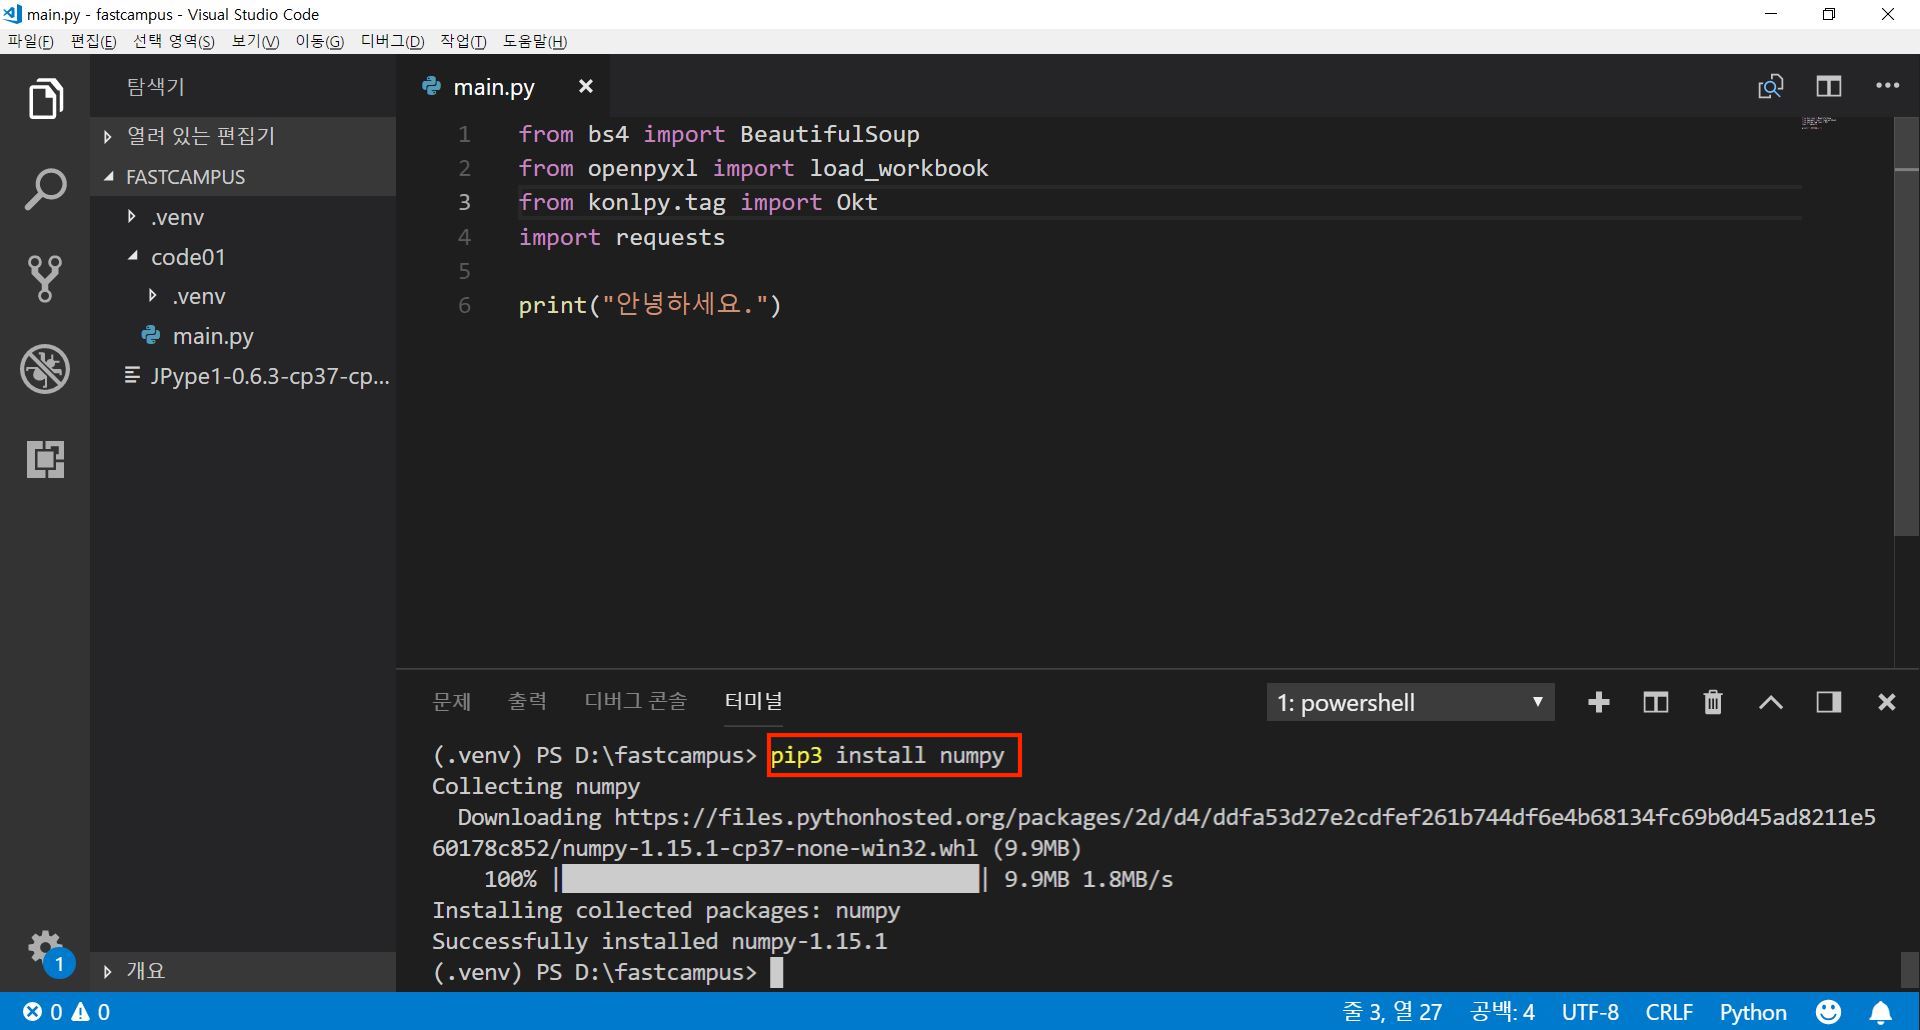 main.py - fastcampus - Visual Studio Code
파일(F) 편집(E) 선택 영역(S) 보기(V) 이동(G) 디버그(D) 작업(T) 도움말(H)
탐색기
열려 있는 편집기
FASTCAMPUS
.venv
code01
.venv
main.py
JPype1-0.6.3-cp37-cp...
개요
main.py
1 from bs4 import BeautifulSoup
2 from openpyxl import load_workbook
3 from konlpy.tag import Okt
4 import requests
5
6 print("안녕하세요.")
문제 출력 디버그 콘솔 터미널 1: powershell
(.venv) PS D:\fastcampus> pip3 install numpy
Collecting numpy
Downloading https://files.pythonhosted.org/packages/2d/d4/ddfa53d27e2cdfef261b744df6e4b68134fc69b0d45ad8211e5
60178c852/numpy-1.15.1-cp37-none-win32.whl (9.9MB)
100% || 9.9MB 1.8MB/s
Installing collected packages: numpy
Successfully installed numpy-1.15.1
(.venv) PS D:\fastcampus>
1
0 0 줄 3, 열 27 공백: 4 UTF-8 CRLF Python